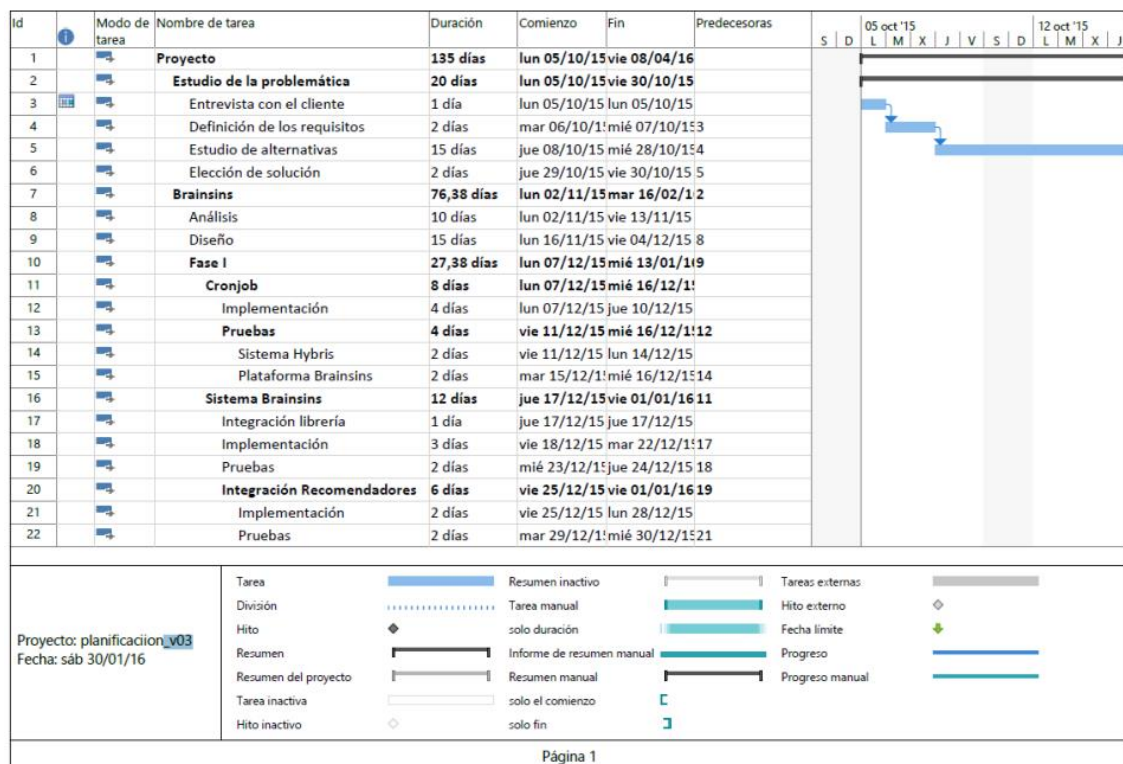 Id Modo de tarea Nombre de tarea Duración Comienzo Fin Predecesoras
05 oct '15 12 oct '15
S D L M X J V S D L M X J
1 Proyecto 135 días lun 05/10/15 vie 08/04/16
2 Estudio de la problemática 20 días lun 05/10/15 vie 30/10/15
3 Entrevista con el cliente 1 día lun 05/10/15 lun 05/10/15
4 Definición de los requisitos 2 días mar 06/10/1 mié 07/10/15 3
5 Estudio de alternativas 15 días jue 08/10/15 mié 28/10/15 4
6 Elección de solución 2 días jue 29/10/15 vie 30/10/15 5
7 Brainsins 76,38 días lun 02/11/15 mar 16/02/1 2
8 Análisis 10 días lun 02/11/15 vie 13/11/15
9 Diseño 15 días lun 16/11/15 vie 04/12/15 8
10 Fase I 27,38 días lun 07/12/15 mié 13/01/1 9
11 Cronjob 8 días lun 07/12/15 mié 16/12/1
12 Implementación 4 días lun 07/12/15 jue 10/12/15
13 Pruebas 4 días vie 11/12/15 mié 16/12/1 12
14 Sistema Hybris 2 días vie 11/12/15 lun 14/12/15
15 Plataforma Brainsins 2 días mar 15/12/1 mié 16/12/15 14
16 Sistema Brainsins 12 días jue 17/12/15 vie 01/01/16 11
17 Integración librería 1 día jue 17/12/15 jue 17/12/15
18 Implementación 3 días vie 18/12/15 mar 22/12/1 17
19 Pruebas 2 días mié 23/12/1 jue 24/12/15 18
20 Integración Recomendadores 6 días vie 25/12/15 vie 01/01/16 19
21 Implementación 2 días vie 25/12/15 lun 28/12/15
22 Pruebas 2 días mar 29/12/1 mié 30/12/15 21
Proyecto: planificaciion_v03
Fecha: sáb 30/01/16
Tarea Resumen inactivo Tareas externas
División Tarea manual Hito externo
Hito solo duración Fecha límite
Resumen Informe de resumen manual Progreso
Resumen del proyecto Resumen manual Progreso manual
Tarea inactiva solo el comienzo
Hito inactivo solo fin
Página 1